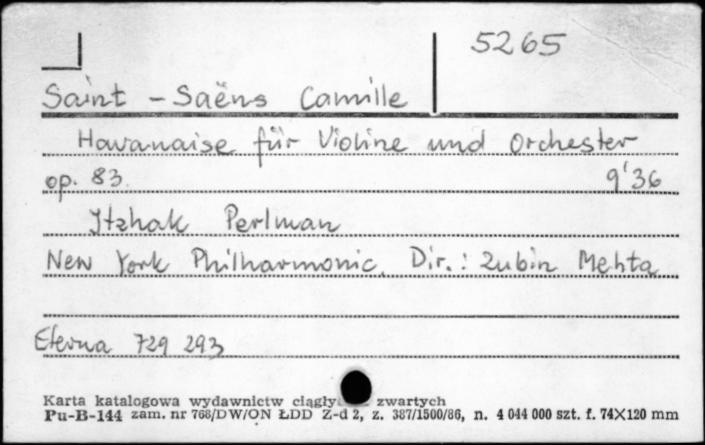 5265
Saint-Saëns Camille
Havanaise für Violine und Orchester
op. 83. 9'36
Itzhak Perlman
New York Philharmonic, Dir.: Zubin Mehta
Eterna 729 293
Karta katalogowa wydawnictw ciągły zwartych
Pu-B-144 zam. nr 768/DW/ON ŁDD Z-d 2, z. 387/1500/86, n. 4 044 000 szt. f. 74X120 mm